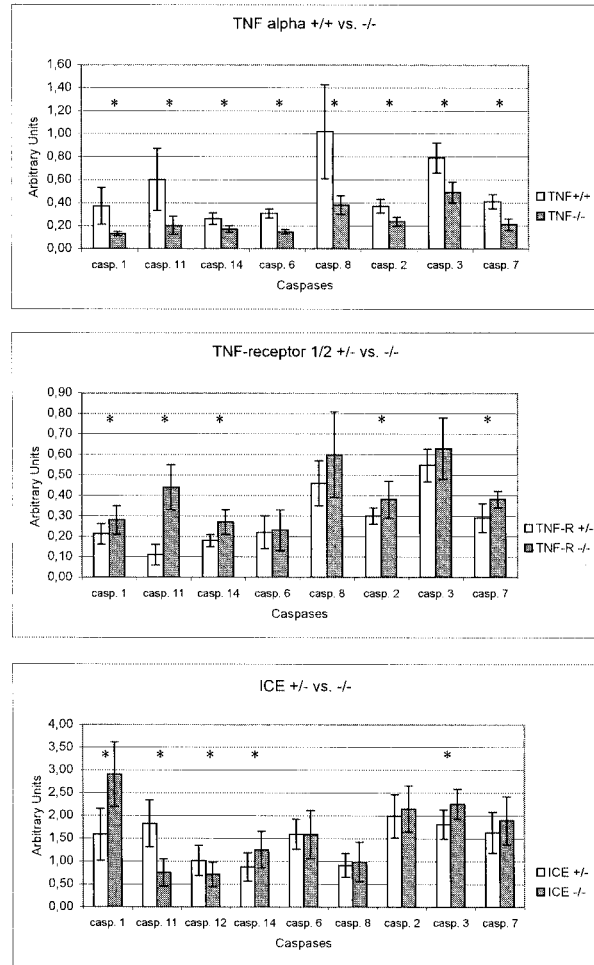 TNF alpha +/+ vs. -/-
1,60
1,40
1,20
1,00
0,80
0,60
0,40
0,20
0,00
Arbitrary Units
* * * * * * * *
casp. 1 casp. 11 casp. 14 casp. 6 casp. 8 casp. 2 casp. 3 casp. 7
Caspases
TNF+/+
TNF-/-
TNF-receptor 1/2 +/- vs. -/-
0,90
0,80
0,70
0,60
0,50
0,40
0,30
0,20
0,10
0,00
Arbitrary Units
* * * * *
casp. 1 casp. 11 casp. 14 casp. 6 casp. 8 casp. 2 casp. 3 casp. 7
Caspases
TNF-R +/-
TNF-R -/-
ICE +/- vs. -/-
4,00
3,50
3,00
2,50
2,00
1,50
1,00
0,50
0,00
Arbitrary Units
* * * * *
casp. 1 casp. 11 casp. 12 casp. 14 casp. 6 casp. 8 casp. 2 casp. 3 casp. 7
Caspases
ICE +/-
ICE -/-